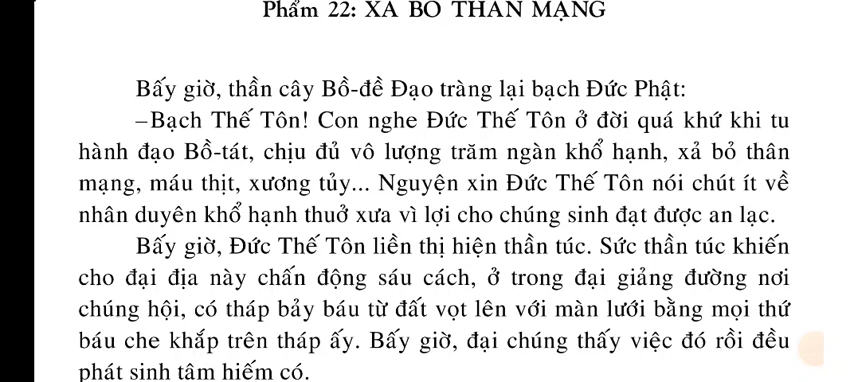 Phẩm 22: XẢ BỎ THÂN MẠNG
Bấy giờ, thần cây Bồ-đề Đạo tràng lại bạch Đức Phật:
–Bạch Thế Tôn! Con nghe Đức Thế Tôn ở đời quá khứ khi tu
hành đạo Bồ-tát, chịu đủ vô lượng trăm ngàn khổ hạnh, xả bỏ thân
mạng, máu thịt, xương tủy... Nguyện xin Đức Thế Tôn nói chút ít về
nhân duyên khổ hạnh thuở xưa vì lợi cho chúng sinh đạt được an lạc.
Bấy giờ, Đức Thế Tôn liền thị hiện thần túc. Sức thần túc khiến
cho đại địa này chấn động sáu cách, ở trong đại giảng đường nơi
chúng hội, có tháp bảy báu từ đất vọt lên với màn lưới bằng mọi thứ
báu che khắp trên tháp ấy. Bấy giờ, đại chúng thấy việc đó rồi đều
phát sinh tâm hiếm có.